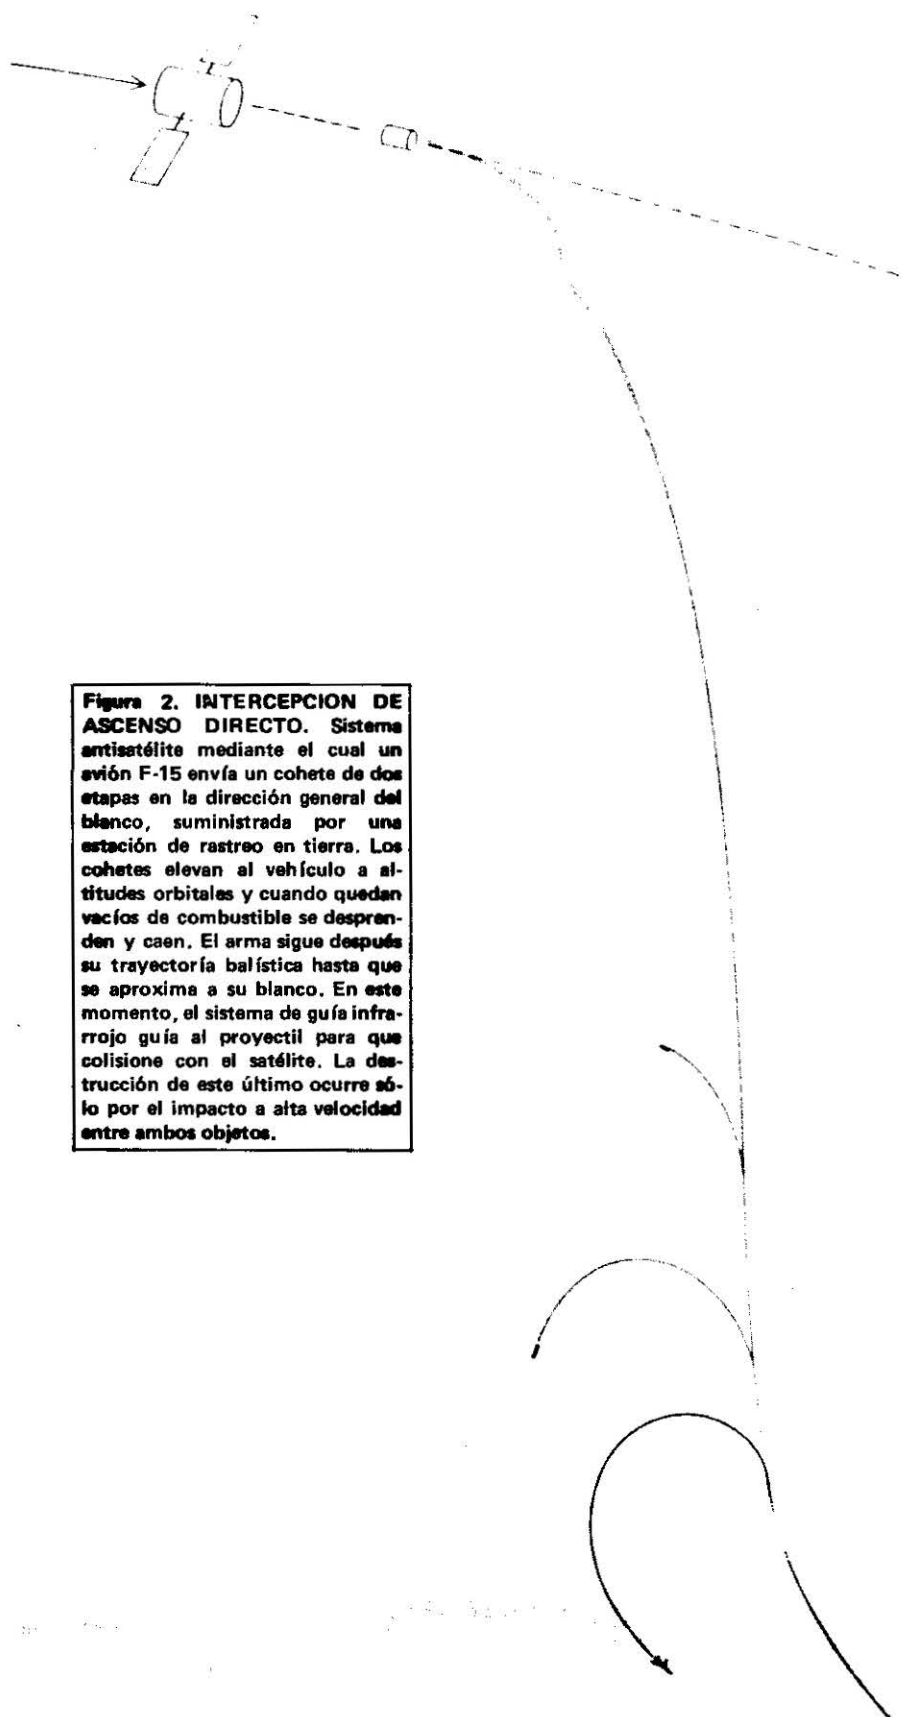 Figura 2. INTERCEPCION DE
ASCENSO DIRECTO. Sistema
antisatélite mediante el cual un
avión F-15 envía un cohete de dos
etapas en la dirección general del
blanco, suministrada por una
estación de rastreo en tierra. Los
cohetes elevan al vehículo a al-
titudes orbitales y cuando quedan
vacíos de combustible se despren-
den y caen. El arma sigue después
su trayectoría balística hasta que
se aproxima a su blanco. En este
momento, el sistema de guía infra-
rrojo guía al proyectil para que
colisione con el satélite. La des-
trucción de este último ocurre só-
lo por el impacto a alta velocidad
entre ambos objetos.